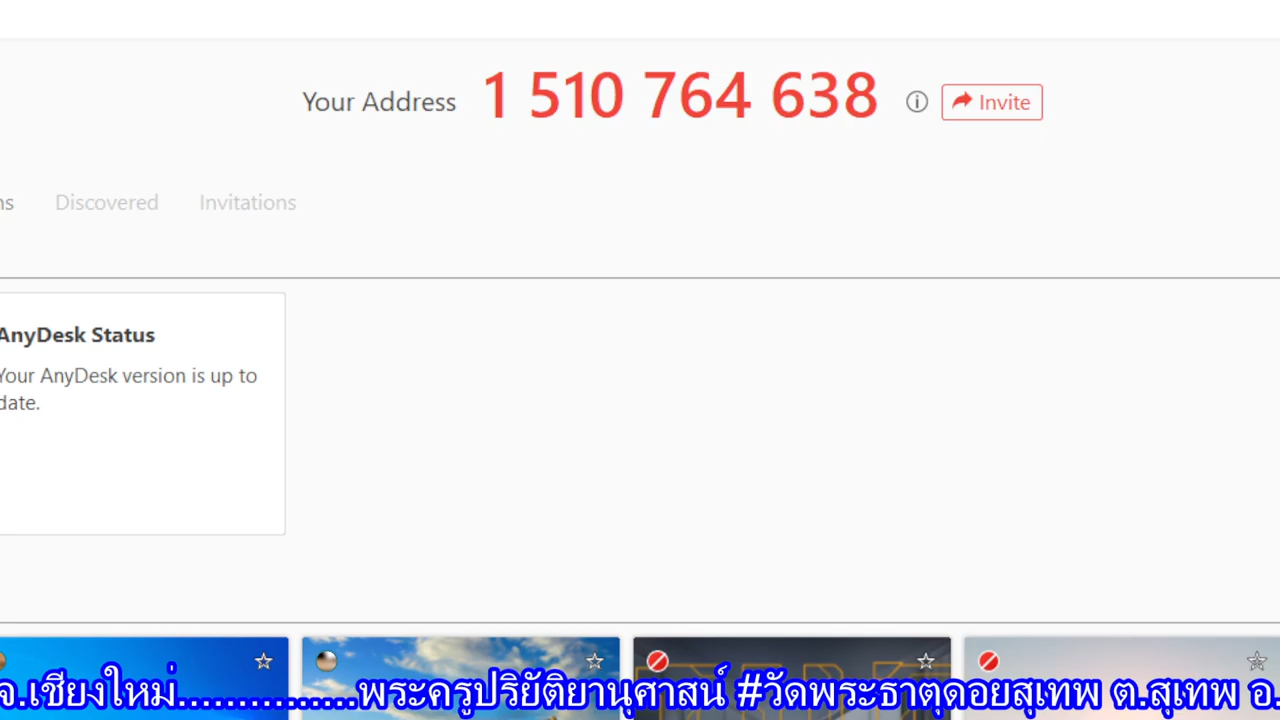 Your Address 1 510 764 638 Invite
ns Discovered Invitations
AnyDesk Status
Your AnyDesk version is up to
date.
จ.เชียงใหม่...............พระครูปริยัติยานุศาสน์ #วัดพระธาตุดอยสุเทพ ต.สุเทพ อ.